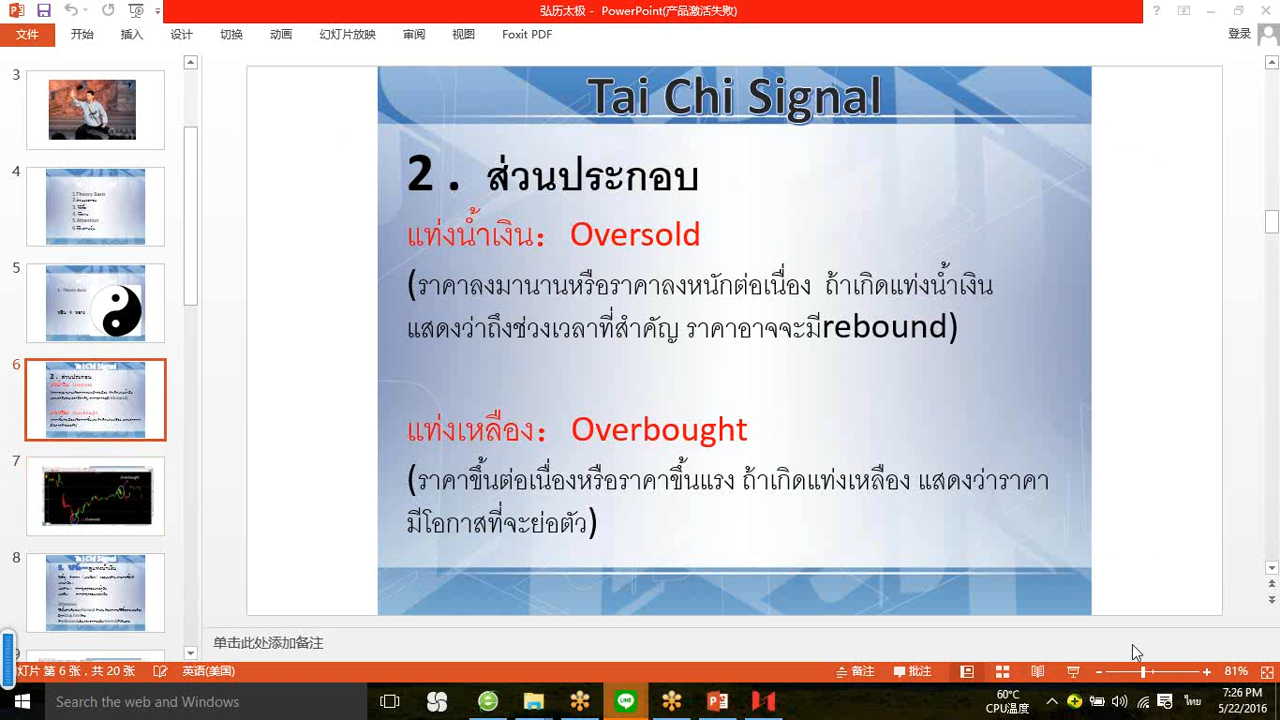 弘历太极 - PowerPoint(产品激活失败)
文件 开始 插入 设计 切换 动画 幻灯片放映 审阅 视图 Foxit PDF 登录
3
4
5
6
7
8
Tai Chi Signal
2 . ส่วนประกอบ
แท่งน้ำเงิน: Oversold
(ราคาลงมานานหรือราคาลงหนักต่อเนื่อง ถ้าเกิดแท่งน้ำเงิน
แสดงว่าถึงช่วงเวลาที่สำคัญ ราคาอาจจะมีrebound)
แท่งเหลือง: Overbought
(ราคาขึ้นต่อเนื่องหรือราคาขึ้นแรง ถ้าเกิดแท่งเหลือง แสดงว่าราคา
มีโอกาสที่จะย่อตัว)
单击此处添加备注
灯片 第 6 张，共 20 张 英语(美国) 备注 批注 81%
Search the web and Windows
60°C
CPU温度
ไทย
7:26 PM
5/22/2016